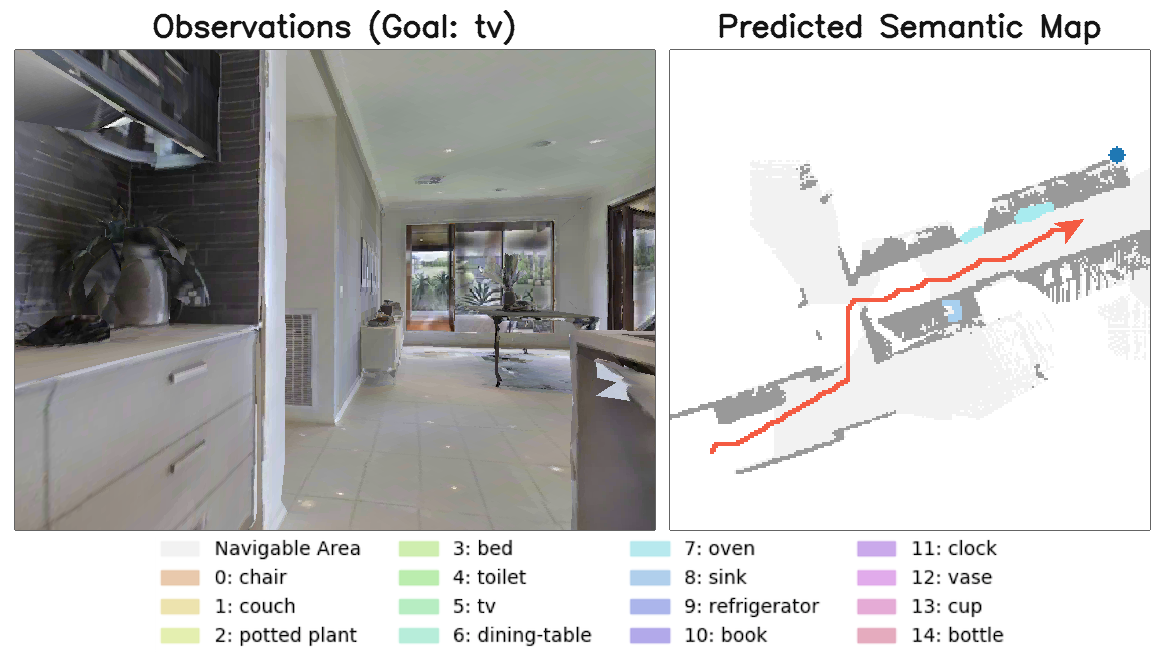 Observations (Goal: tv)
Predicted Semantic Map
Navigable Area
0: chair
1: couch
2: potted plant
3: bed
4: toilet
5: tv
6: dining-table
7: oven
8: sink
9: refrigerator
10: book
11: clock
12: vase
13: cup
14: bottle